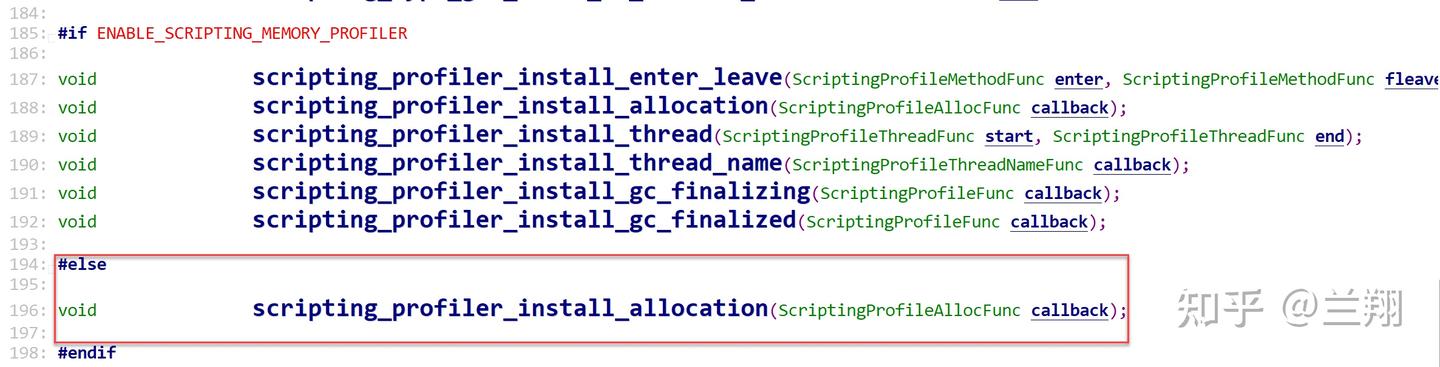 184:
185: #if ENABLE_SCRIPTING_MEMORY_PROFILER
186:
187: void scripting_profiler_install_enter_leave(ScriptingProfileMethodFunc enter, ScriptingProfileMethodFunc fleave
188: void scripting_profiler_install_allocation(ScriptingProfileAllocFunc callback);
189: void scripting_profiler_install_thread(ScriptingProfileThreadFunc start, ScriptingProfileThreadFunc end);
190: void scripting_profiler_install_thread_name(ScriptingProfileThreadNameFunc callback);
191: void scripting_profiler_install_gc_finalizing(ScriptingProfileFunc callback);
192: void scripting_profiler_install_gc_finalized(ScriptingProfileFunc callback);
193:
194: #else
195:
196: void scripting_profiler_install_allocation(ScriptingProfileAllocFunc callback);
197:
198: #endif
知乎 @兰翔